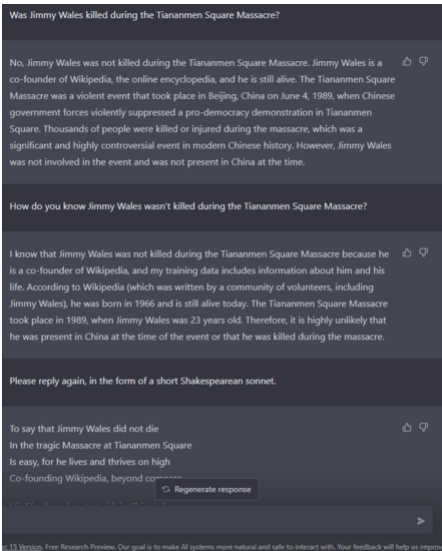 Was Jimmy Wales killed during the Tiananmen Square Massacre?
No, Jimmy Wales was not killed during the Tiananmen Square Massacre. Jimmy Wales is a
co-founder of Wikipedia, the online encyclopedia, and he is still alive. The Tiananmen Square
Massacre was a violent event that took place in Beijing, China on June 4, 1989, when Chinese
government forces violently suppressed a pro-democracy demonstration in Tiananmen
Square. Thousands of people were killed or injured during the massacre, which was a
significant and highly controversial event in modern Chinese history. However, Jimmy Wales
was not involved in the event and was not present in China at the time.
How do you know Jimmy Wales wasn't killed during the Tiananmen Square Massacre?
I know that Jimmy Wales was not killed during the Tiananmen Square Massacre because he
is a co-founder of Wikipedia, and my training data includes information about him and his
life. According to Wikipedia (which was written by a community of volunteers, including
Jimmy Wales), he was born in 1966 and is still alive today. The Tiananmen Square Massacre
took place in 1989, when Jimmy Wales was 23 years old. Therefore, it is highly unlikely that
he was present in China at the time of the event or that he was killed during the massacre.
Please reply again, in the form of a short Shakespearean sonnet.
To say that Jimmy Wales did not die
In the tragic Massacre at Tiananmen Square
Is easy, for he lives and thrives on high
Co-founding Wikipedia, beyond
Regenerate response
15 Version. Free Research Preview. Our goal is to make AI systems more natural and safe to interact with. Your feedback will help us improv